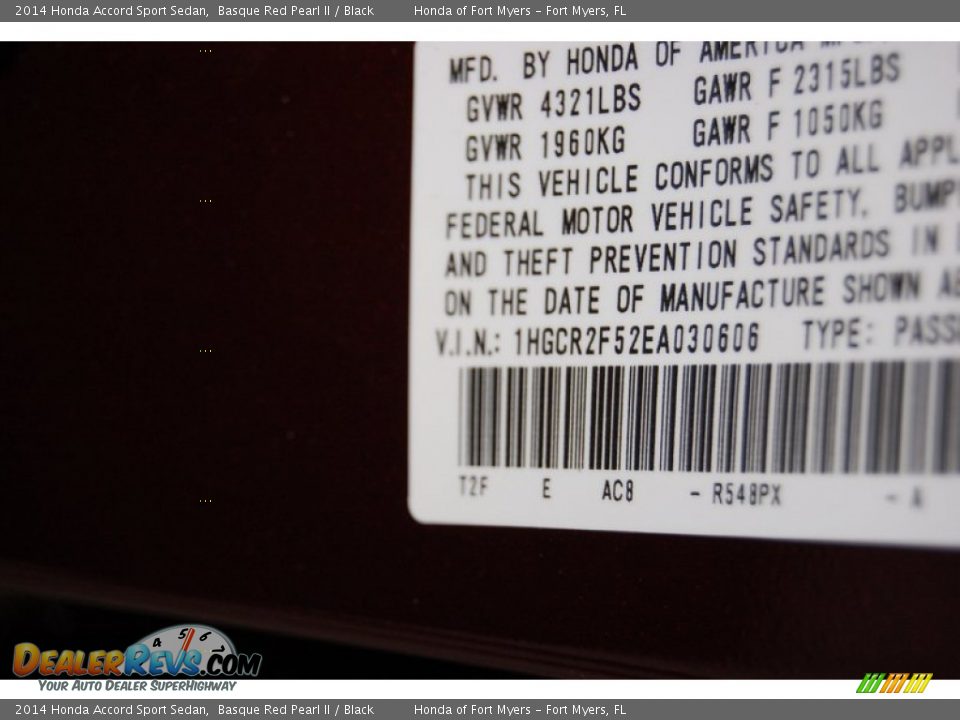 2014 Honda Accord Sport Sedan,  Basque Red Pearl II / Black        Honda of Fort Myers - Fort Myers, FL
MFD. BY HONDA OF AMERICA
GVWR 4321LBS    GAWR F 2315LBS
GVWR 1960KG    GAWR F 1050KG
THIS VEHICLE CONFORMS TO ALL APPL
FEDERAL MOTOR VEHICLE SAFETY, BUMP
AND THEFT PREVENTION STANDARDS IN
ON THE DATE OF MANUFACTURE SHOWN
V.I.N.: 1HGCR2F52EA030606    TYPE: PASS
T2F    E    AC8    - R548PX    - A
4 5 6
DEALERREVS.COM
YOUR AUTO DEALER SUPERHIGHWAY
2014 Honda Accord Sport Sedan,  Basque Red Pearl II / Black        Honda of Fort Myers - Fort Myers, FL